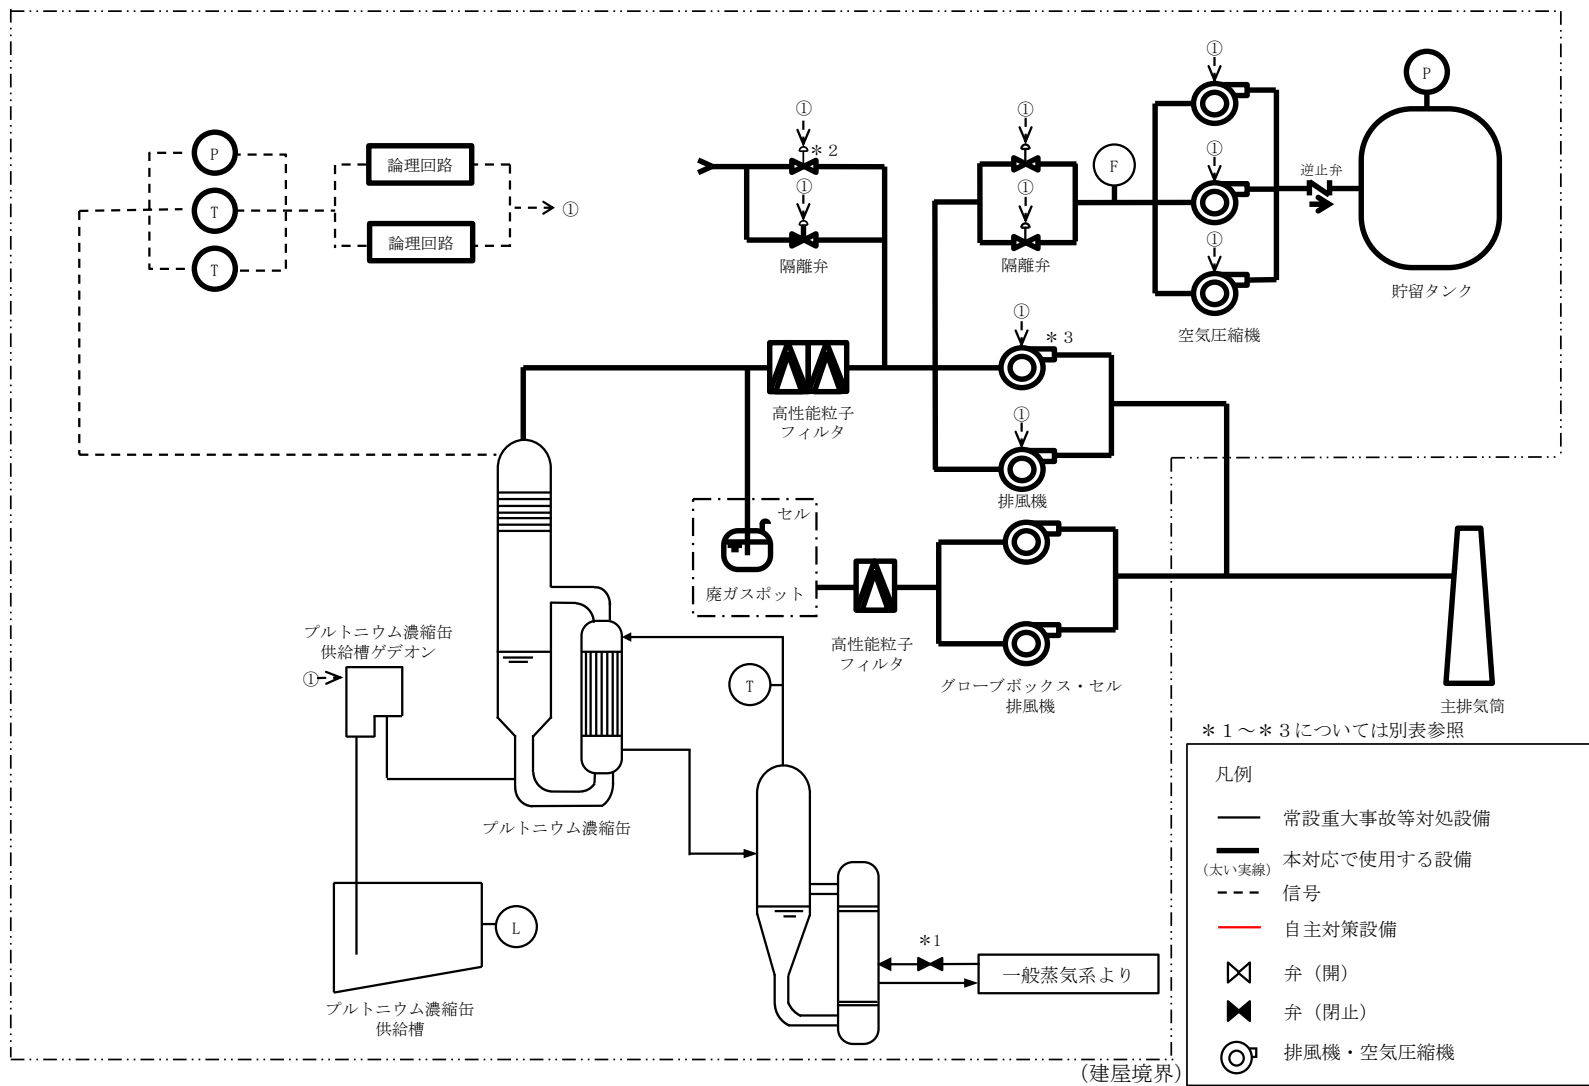 ①
P
①
①
＊2
P
論理回路
F
①
逆止弁
①
①
T
①
論理回路
①
T
隔離弁
隔離弁
貯留タンク
①
空気圧縮機
＊3
高性能粒子
フィルタ
①
排風機
セル
廃ガスポット
プルトニウム濃縮缶
供給槽ゲデオン
①
高性能粒子
フィルタ
T
グローブボックス・セル
排風機
主排気筒
＊1～＊3については別表参照
凡例
常設重大事故等対処設備
本対応で使用する設備
（太い実線）
信号
自主対策設備
弁（開）
弁（閉止）
排風機・空気圧縮機
プルトニウム濃縮缶
L
＊1
一般蒸気系より
プルトニウム濃縮缶
供給槽
（建屋境界）